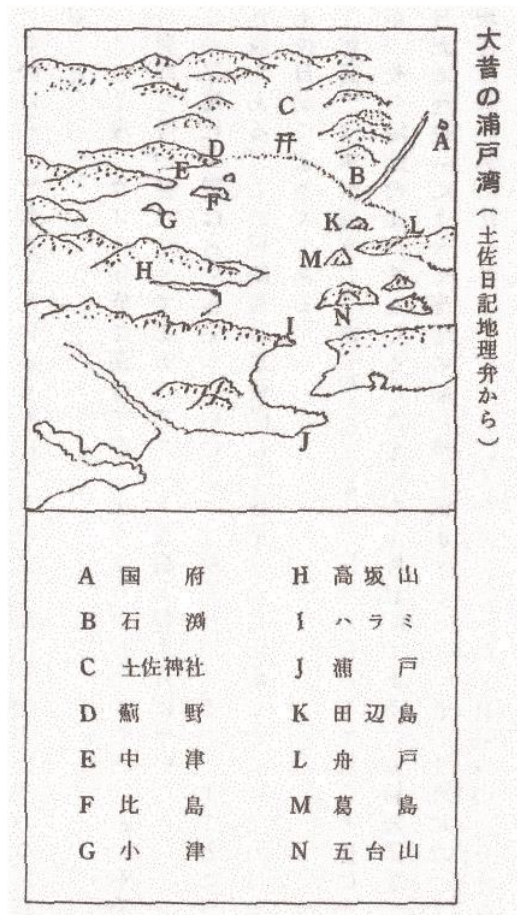 大昔の浦戸湾（土佐日記地理弁から）
C
A
D
B
E
F
G
K
L
M
H
N
I
J
A 国府
B 石渕
C 土佐神社
D 薊野
E 中津
F 比島
G 小津
H 高坂山
I ハラミ
J 浦戸
K 田辺島
L 舟戸
M 葛島
N 五台山